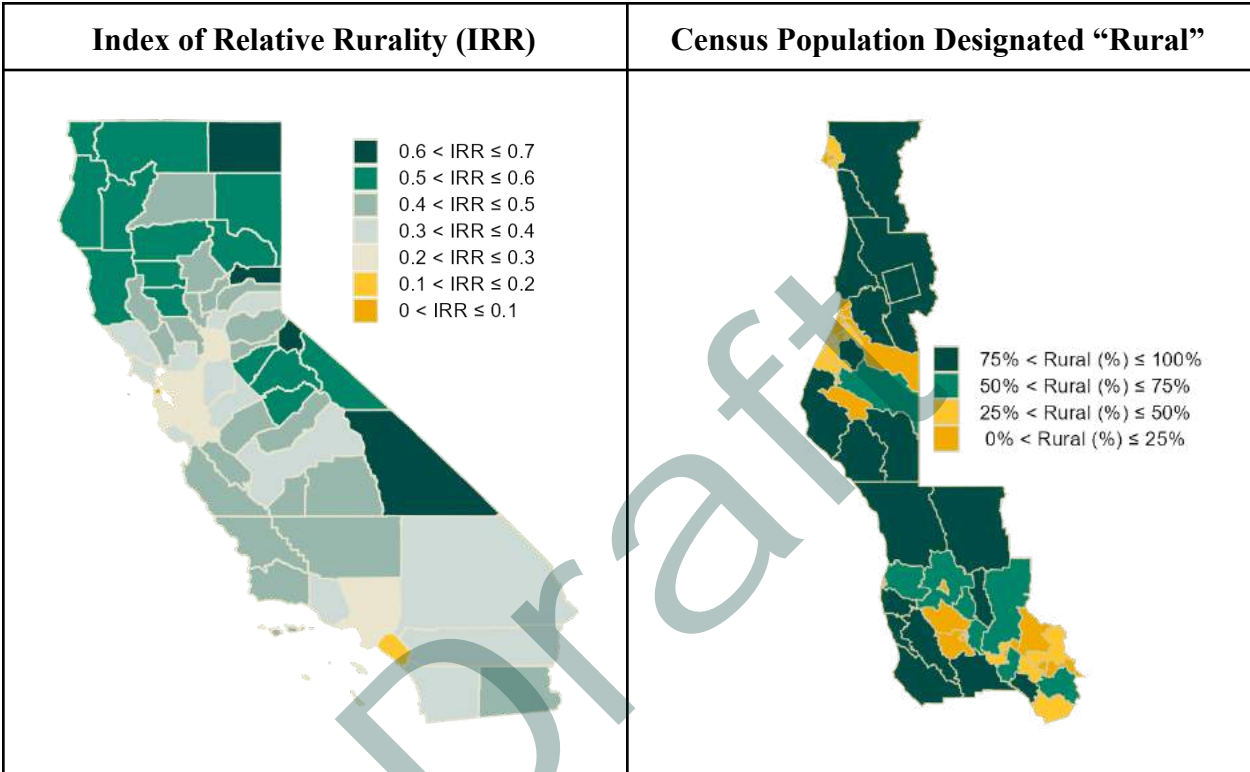 Index of Relative Rurality (IRR)
Census Population Designated “Rural”
0.6 < IRR ≤ 0.7
0.5 < IRR ≤ 0.6
0.4 < IRR ≤ 0.5
0.3 < IRR ≤ 0.4
0.2 < IRR ≤ 0.3
0.1 < IRR ≤ 0.2
0 < IRR ≤ 0.1
75% < Rural (%) ≤ 100%
50% < Rural (%) ≤ 75%
25% < Rural (%) ≤ 50%
0% < Rural (%) ≤ 25%
Draft